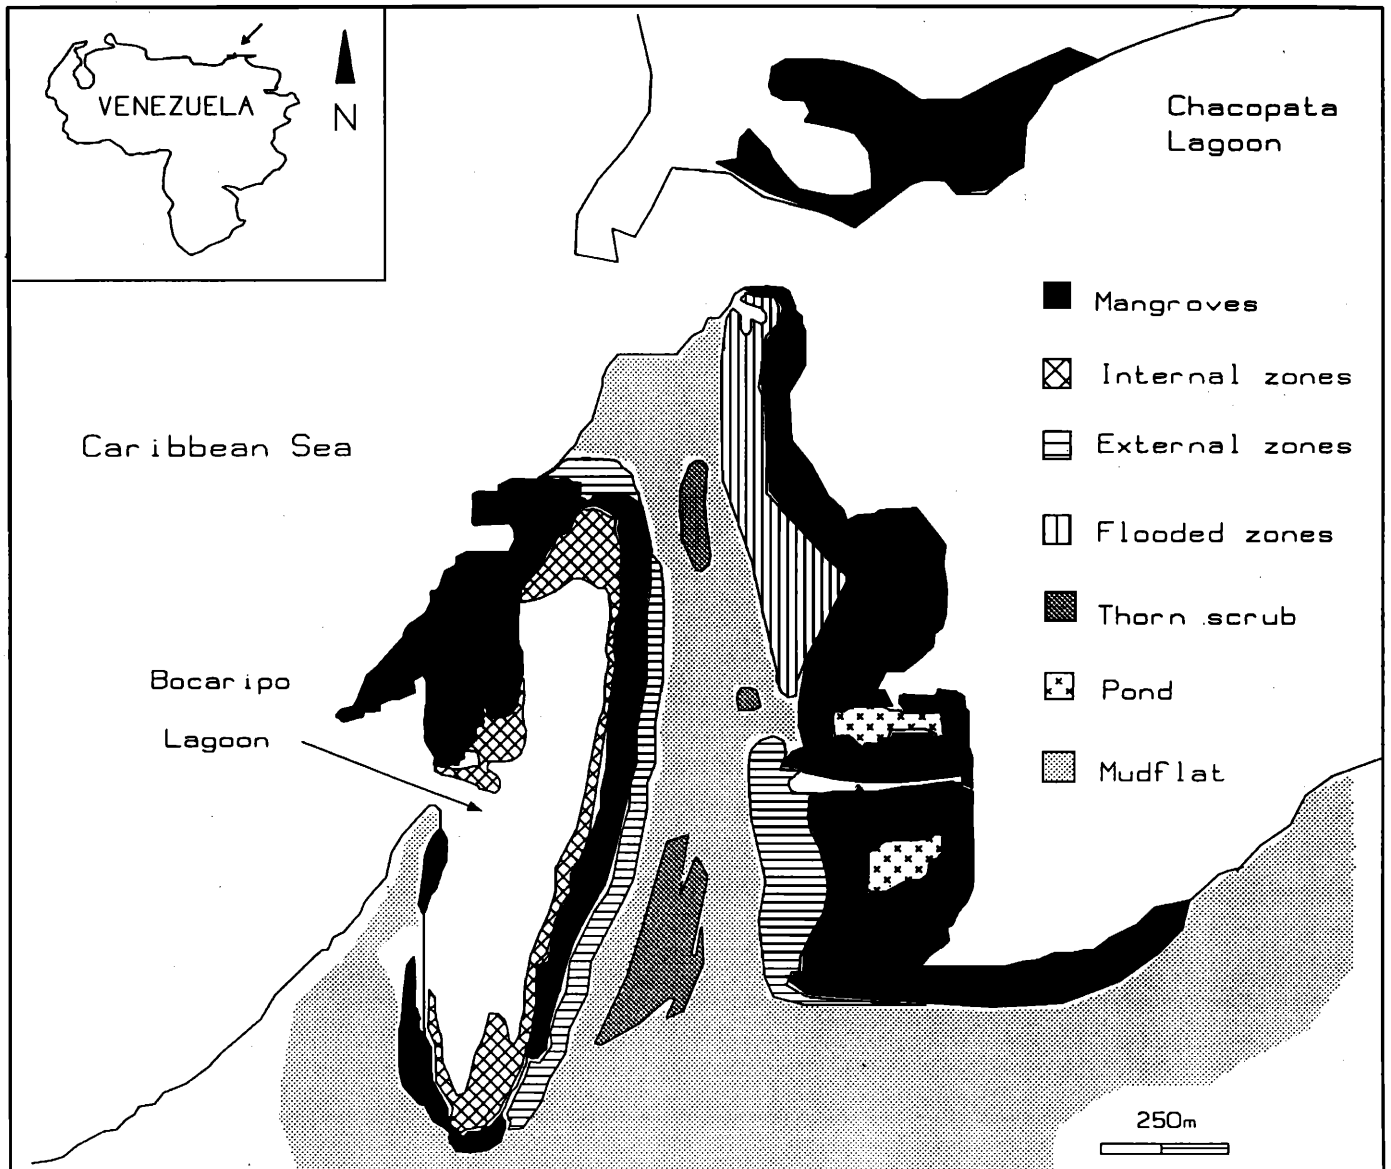 VENEZUELA
N
Chacopata
Lagoon
Mangroves
Internal zones
Caribbean Sea
External zones
Flooded zones
Thorn scrub
Bocaripo
Lagoon
Pond
Mudflat
250m